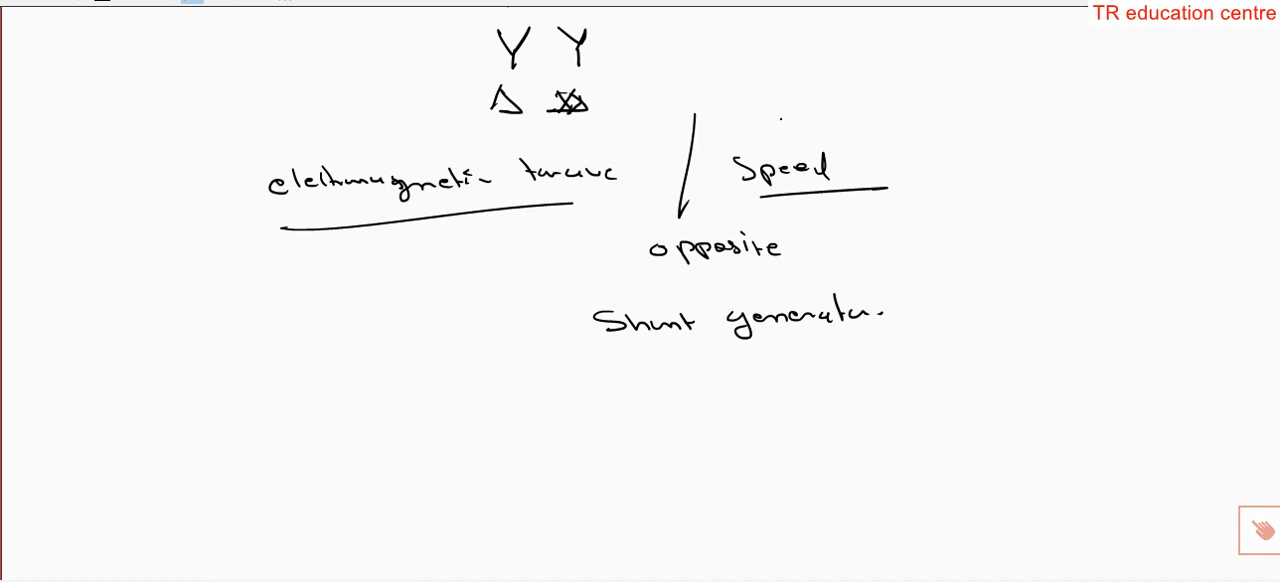 TR education centre
Y Y
Δ
electromagnetic torque
speed
opposite
Shunt generator.